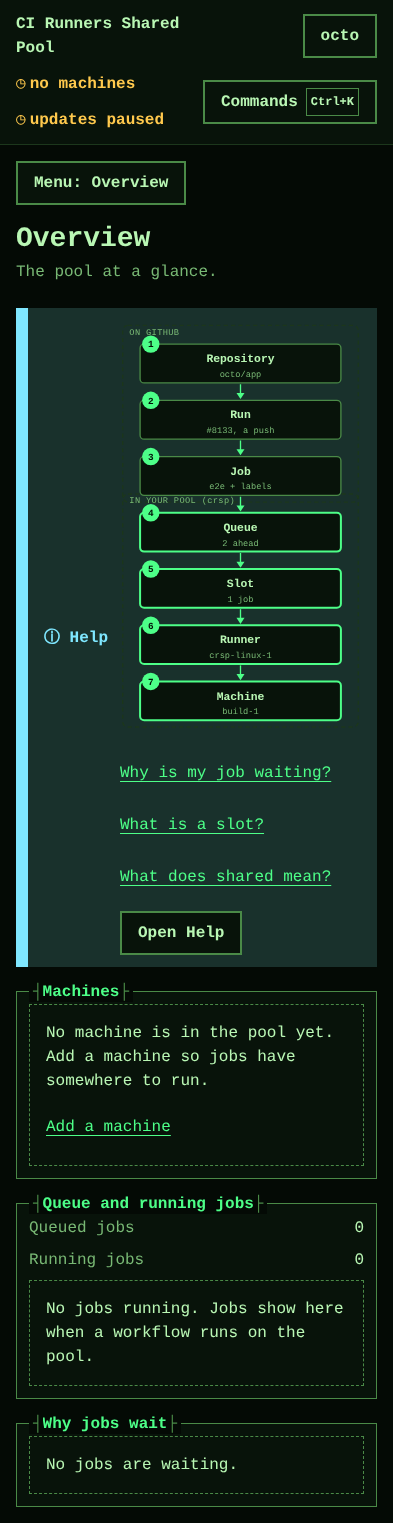 CI Runners Shared
Pool
octo
◷ no machines
Commands Ctrl+K
◷ updates paused
Menu: Overview
Overview
The pool at a glance.
ON GITHUB
1
Repository
octo/app
2
Run
#8133, a push
3
Job
e2e + labels
IN YOUR POOL (crsp)
4
Queue
2 ahead
5
Slot
1 job
ⓘ Help
6
Runner
crsp-linux-1
7
Machine
build-1
Why is my job waiting?
What is a slot?
What does shared mean?
Open Help
┤Machines├
No machine is in the pool yet.
Add a machine so jobs have
somewhere to run.
Add a machine
┤Queue and running jobs├
Queued jobs 0
Running jobs 0
No jobs running. Jobs show here
when a workflow runs on the
pool.
┤Why jobs wait├
No jobs are waiting.